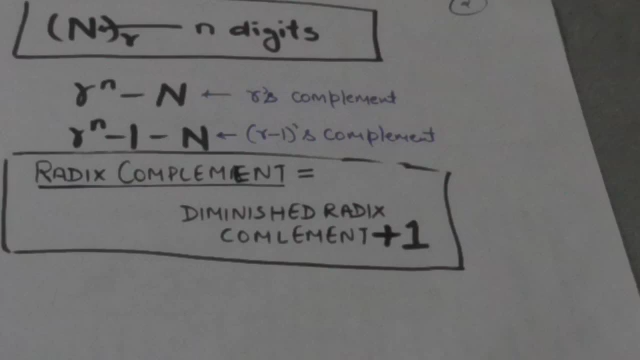 (N)r — n digits
r^n - N ← r's complement
r^n - 1 - N ← (r-1)'s complement
RADIX COMPLEMENT =
DIMINISHED RADIX
COMLEMENT +1